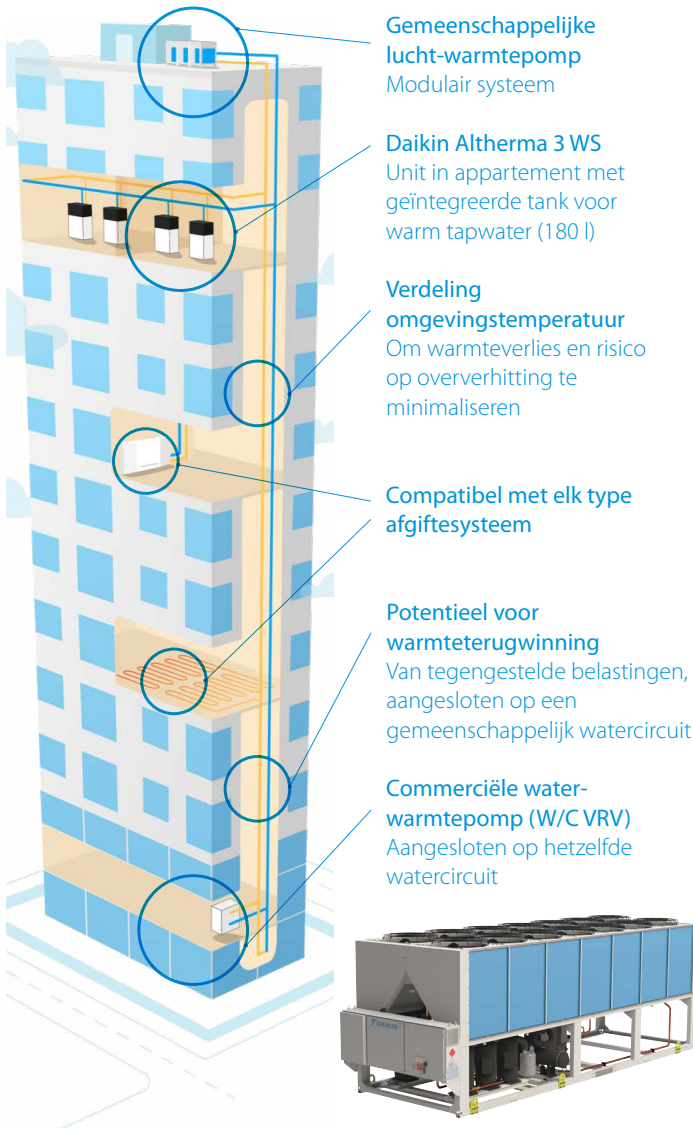 Gemeenschappelijke
lucht-warmtepomp
Modulair systeem
Daikin Altherma 3 WS
Unit in appartement met
geïntegreerde tank voor
warm tapwater (180 l)
Verdeling
omgevingstemperatuur
Om warmteverlies en risico
op oververhitting te
minimaliseren
Compatibel met elk type
afgiftesysteem
Potentieel voor
warmteterugwinning
Van tegengestelde belastingen,
aangesloten op een
gemeenschappelijk watercircuit
Commerciële water-
warmtepomp (W/C VRV)
Aangesloten op hetzelfde
watercircuit
DAIKIN